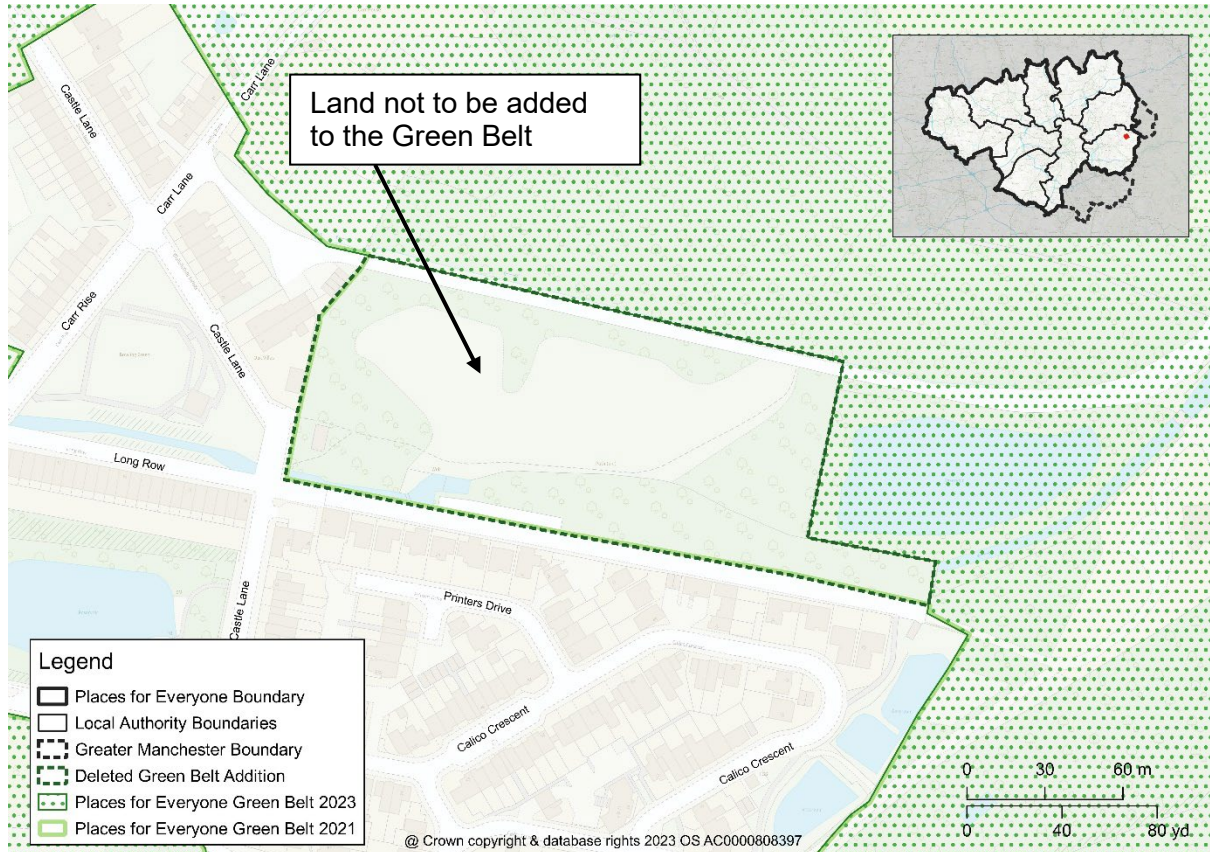 Castle Lane
Carr Lane
Carr Lane
Land not to be added
to the Green Belt
Carr Rise
Castle Lane
Long Row
Castle Lane
Printers Drive
Calico Crescent
Calico Crescent
Legend
Places for Everyone Boundary
Local Authority Boundaries
Greater Manchester Boundary
Deleted Green Belt Addition
Places for Everyone Green Belt 2023
Places for Everyone Green Belt 2021
0 30 60 m
0 40 80 yd
@ Crown copyright & database rights 2023 OS AC0000808397